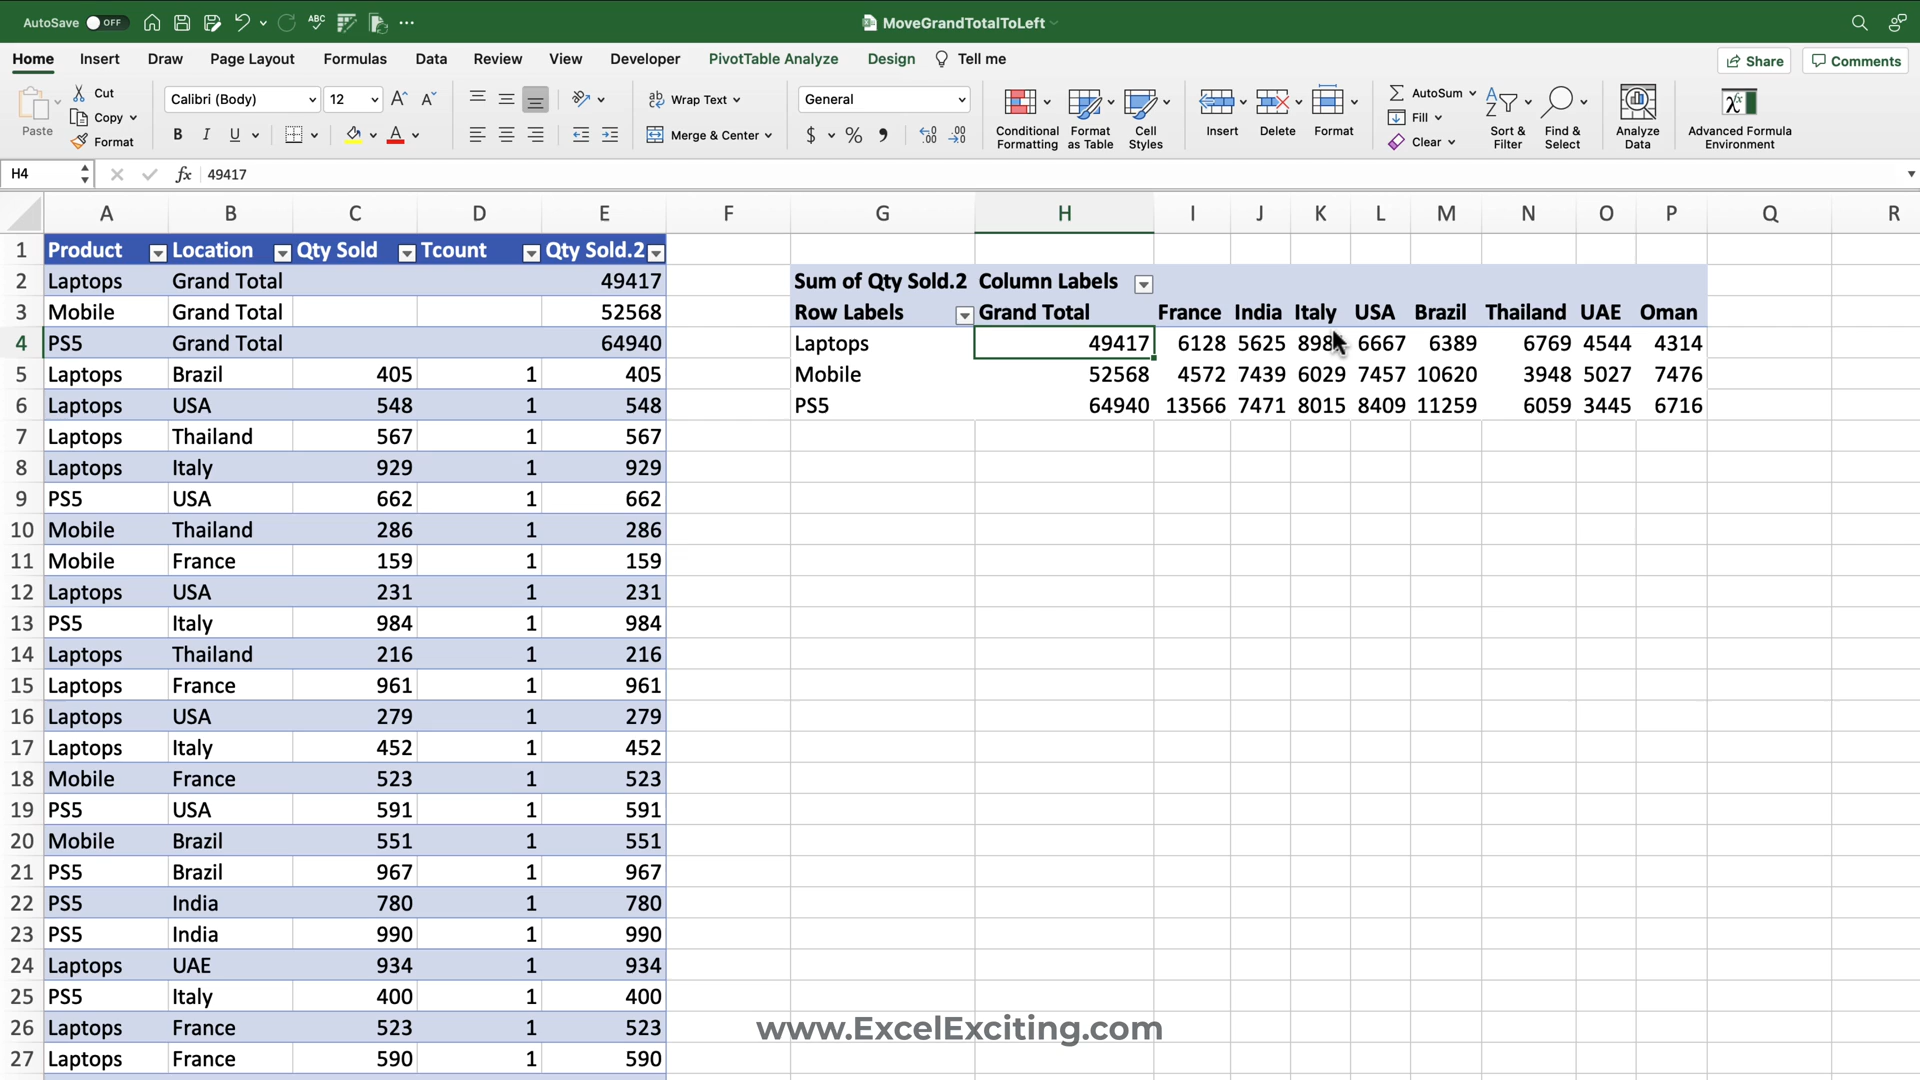 AutoSave OFF ABC MoveGrandTotalToLeft
Home Insert Draw Page Layout Formulas Data Review View Developer PivotTable Analyze Design Tell me Share Comments
Paste Cut Copy Format
Calibri (Body) 12
B I U
Wrap Text
Merge & Center
General
$ %
Conditional Formatting Format as Table Cell Styles
Insert Delete Format
AutoSum Fill Clear
Sort & Filter Find & Select
Analyze Data
Advanced Formula Environment
H4 fx 49417
A B C D E F G H I J K L M N O P Q R
1 Product Location Qty Sold Tcount Qty Sold.2
2 Laptops Grand Total 49417 Sum of Qty Sold.2 Column Labels
3 Mobile Grand Total 52568 Row Labels Grand Total France India Italy USA Brazil Thailand UAE Oman
4 PS5 Grand Total 64940 Laptops 49417 6128 5625 6667 6389 6769 4544 4314
5 Laptops Brazil 405 1 405 Mobile 52568 4572 7439 6029 7457 10620 3948 5027 7476
6 Laptops USA 548 1 548 PS5 64940 13566 7471 8015 8409 11259 6059 3445 6716
7 Laptops Thailand 567 1 567
8 Laptops Italy 929 1 929
9 PS5 USA 662 1 662
10 Mobile Thailand 286 1 286
11 Mobile France 159 1 159
12 Laptops USA 231 1 231
13 PS5 Italy 984 1 984
14 Laptops Thailand 216 1 216
15 Laptops France 961 1 961
16 Laptops USA 279 1 279
17 Laptops Italy 452 1 452
18 Mobile France 523 1 523
19 PS5 USA 591 1 591
20 Mobile Brazil 551 1 551
21 PS5 Brazil 967 1 967
22 PS5 India 780 1 780
23 PS5 India 990 1 990
24 Laptops UAE 934 1 934
25 PS5 Italy 400 1 400
26 Laptops France 523 1 523
27 Laptops France 590 1 590
www.ExcelExciting.com